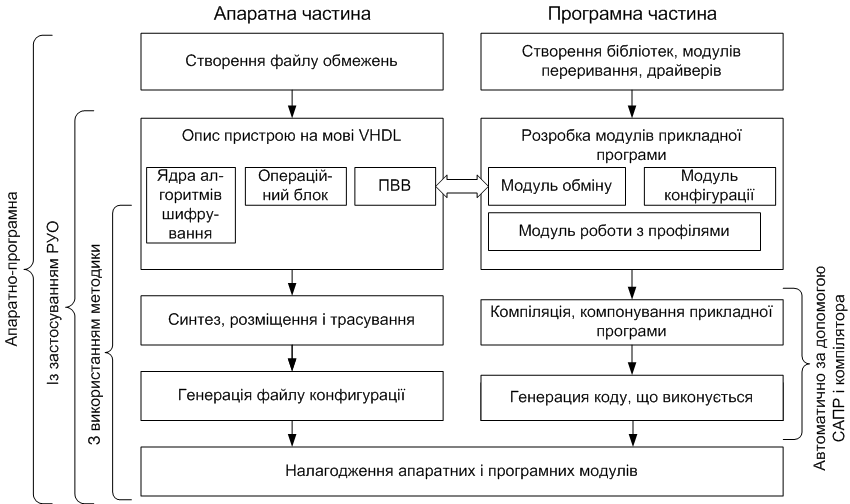 Апаратна частина
Програмна частина
Створення файлу обмежень
Створення бібліотек, модулів
переривання, драйверів
Опис пристрою на мові VHDL
Ядра ал-
горитмів
шифру-
вання
Операцій-
ний блок
ПВВ
Розробка модулів прикладної
програми
Модуль обміну
Модуль
конфігурації
Модуль роботи з профілями
Синтез, розміщення і трасування
Компіляція, компонування прикладної
програми
Генерація файлу конфигурації
Генерация коду, що виконується
Налагодження апаратних і програмних модулів
Апаратно-програмна
Із застосуванням РУО
З використанням методики
Автоматично за допомогою
САПР і компілятора